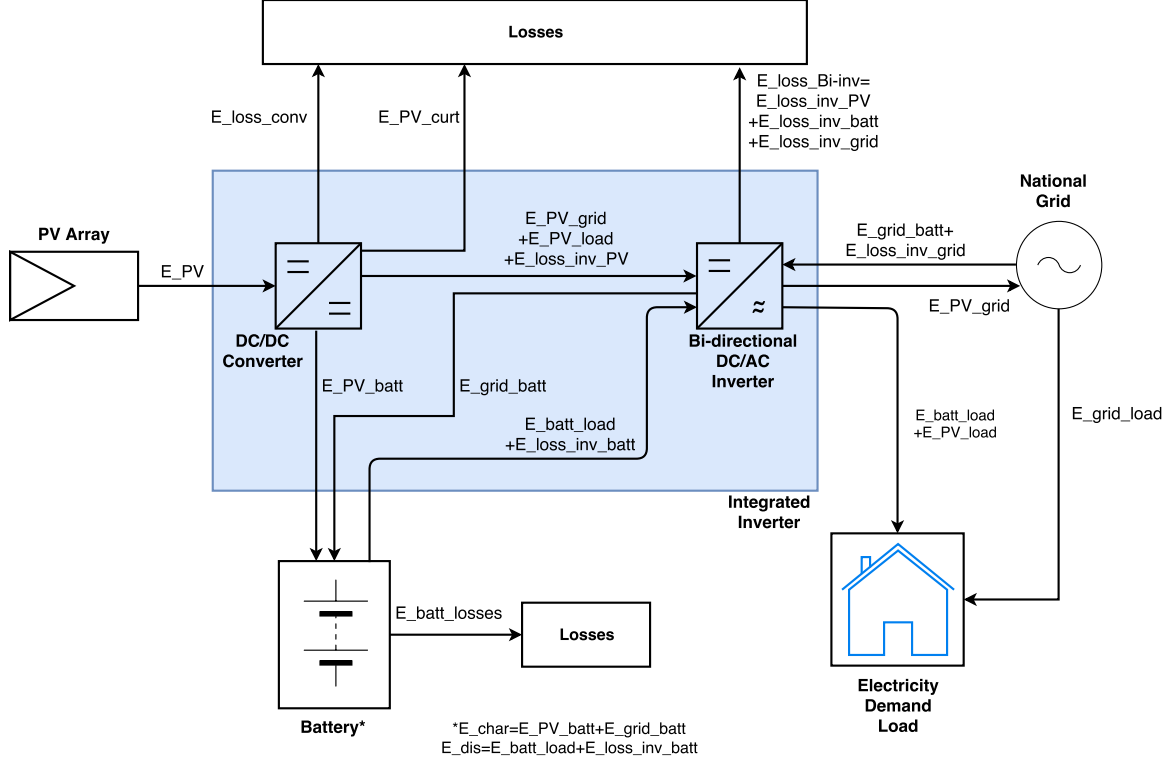 Losses
E_loss_conv
E_PV_curt
E_loss_Bi-inv=
E_loss_inv_PV
+E_loss_inv_batt
+E_loss_inv_grid
National
Grid
PV Array
E_PV
E_PV_grid
+E_PV_load
+E_loss_inv_PV
E_grid_batt+
E_loss_inv_grid
E_PV_grid
DC/DC
Converter
Bi-directional
DC/AC
Inverter
E_PV_batt
E_grid_batt
E_batt_load
+E_loss_inv_batt
E_batt_load
+E_PV_load
E_grid_load
Integrated
Inverter
E_batt_losses
Losses
Battery*
Electricity
Demand
Load
*E_char=E_PV_batt+E_grid_batt
E_dis=E_batt_load+E_loss_inv_batt